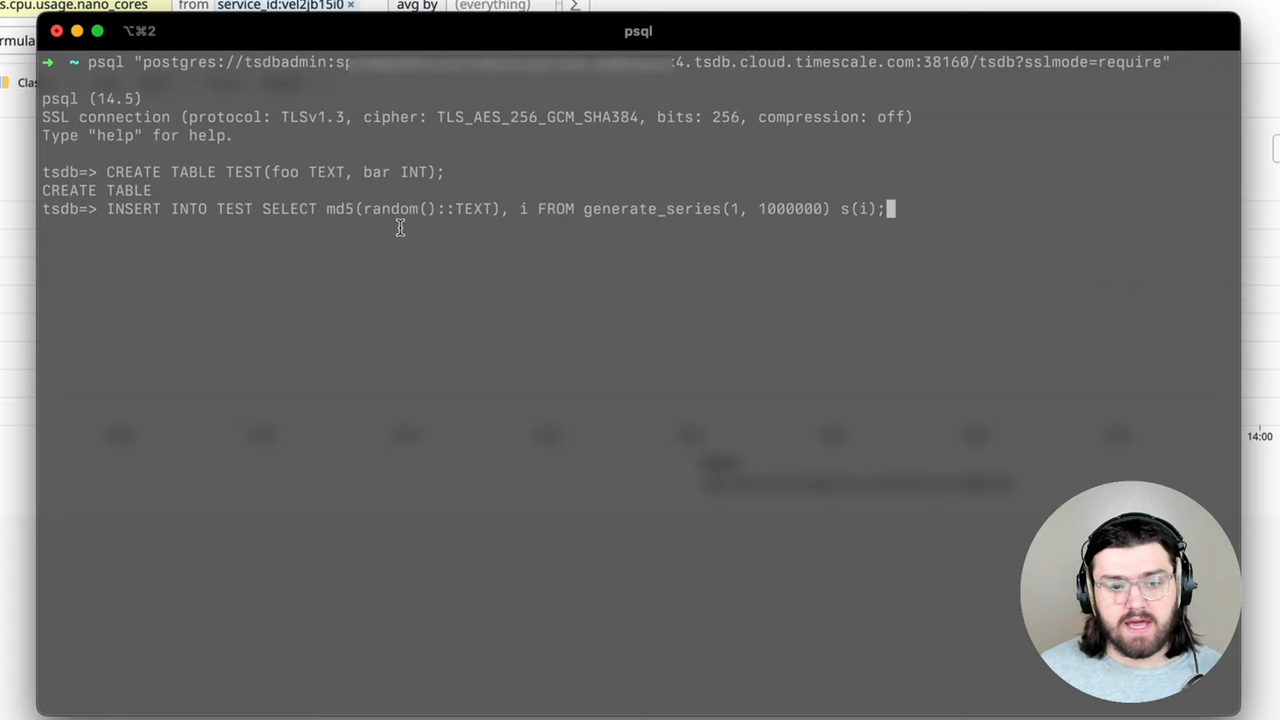 s.cpu.usage.nano_cores from service_id:vel2jb15i0 × avg by (everything) Σ
⌥⌘2 psql
➜ ~ psql "postgres://tsdbadmin:sp 4.tsdb.cloud.timescale.com:38160/tsdb?sslmode=require"
psql (14.5)
SSL connection (protocol: TLSv1.3, cipher: TLS_AES_256_GCM_SHA384, bits: 256, compression: off)
Type "help" for help.
tsdb=> CREATE TABLE TEST(foo TEXT, bar INT);
CREATE TABLE
tsdb=> INSERT INTO TEST SELECT md5(random()::TEXT), i FROM generate_series(1, 1000000) s(i);
14:00